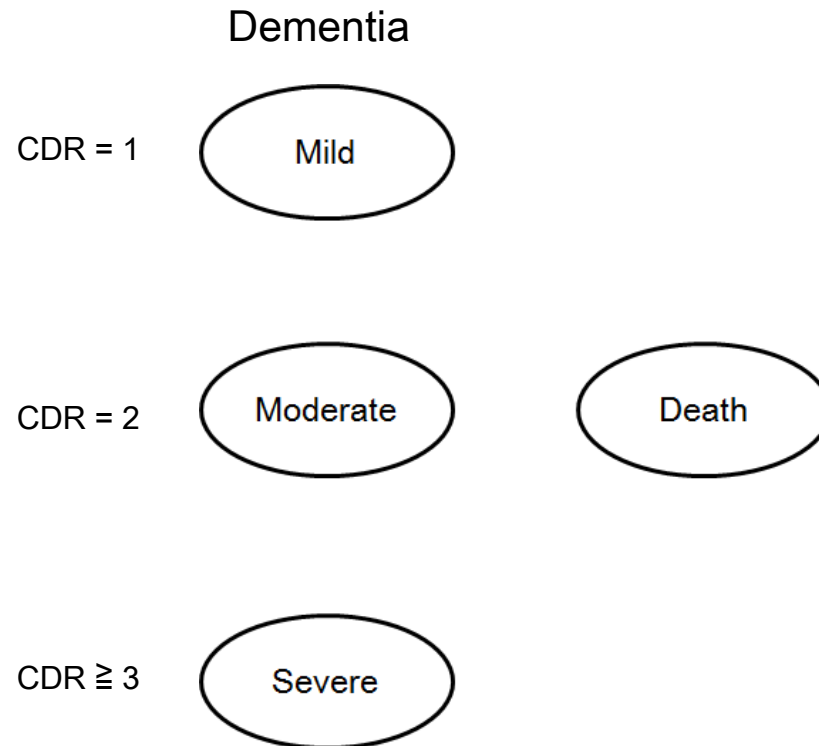 Dementia
CDR = 1
Mild
CDR = 2
Moderate
Death
CDR ≧ 3
Severe